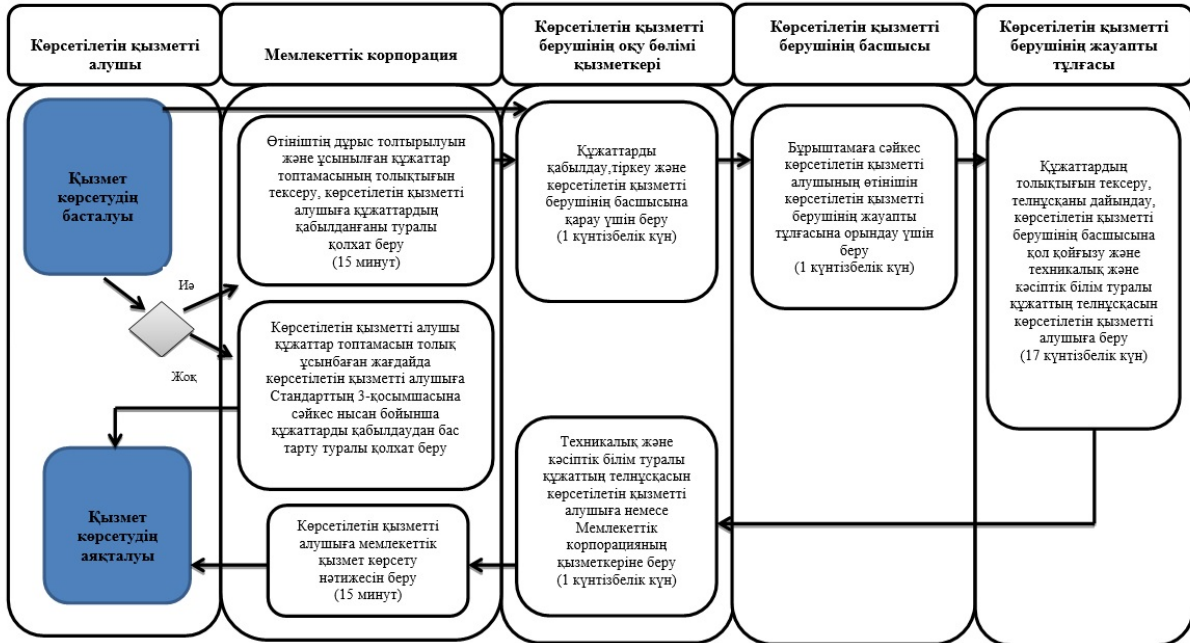 Көрсетілетін қызметті
алушы
Мемлекеттік корпорация
Көрсетілетін қызметті
берушінің оқу бөлімі
қызметкері
Көрсетілетін қызметті
берушінің басшысы
Көрсетілетін қызметті
берушінің жауапты
тұлғасы
Қызмет
көрсетудің
басталуы
Өтініштің дұрыс толтырылуын
және ұсынылған құжаттар
топтамасының толықтығын
тексеру, көрсетілетін қызметті
алушыға құжаттардың
қабылданғаны туралы
қолхат беру
(15 минут)
Құжаттарды
қабылдау,тіркеу және
көрсетілетін қызметті
берушінің басшысына
қарау үшін беру
(1 күнтізбелік күн)
Бұрыштамаға сәйкес
көрсетілетін қызметті
алушының өтінішін
көрсетілетін қызметті
берушінің жауапты
тұлғасына орындау үшін
беру
(1 күнтізбелік күн)
Құжаттардың
толықтығын тексеру,
телнұсқаны дайындау,
көрсетілетін қызметті
берушінің басшысына
қол қойғызу және
техникалық және
кәсіптік білім туралы
құжаттың телнұсқасын
көрсетілетін қызметті
алушыға беру
(17 күнтізбелік күн)
Иә
Жоқ
Көрсетілетін қызметті алушы
құжаттар топтамасын толық
ұсынбаған жағдайда
көрсетілетін қызметті алушыға
Стандарттың 3-қосымшасына
сәйкес нысан бойынша
құжаттарды қабылдаудан бас
тарту туралы қолхат беру
Техникалық және
кәсіптік білім туралы
құжаттың телнұсқасын
көрсетілетін қызметті
алушыға немесе
Мемлекеттік
корпорацияның
қызметкеріне беру
(1 күнтізбелік күн)
Көрсетілетін қызметті
алушыға мемлекеттік
қызмет көрсету
нәтижесін беру
(15 минут)
Қызмет
көрсетудің
аяқталуы